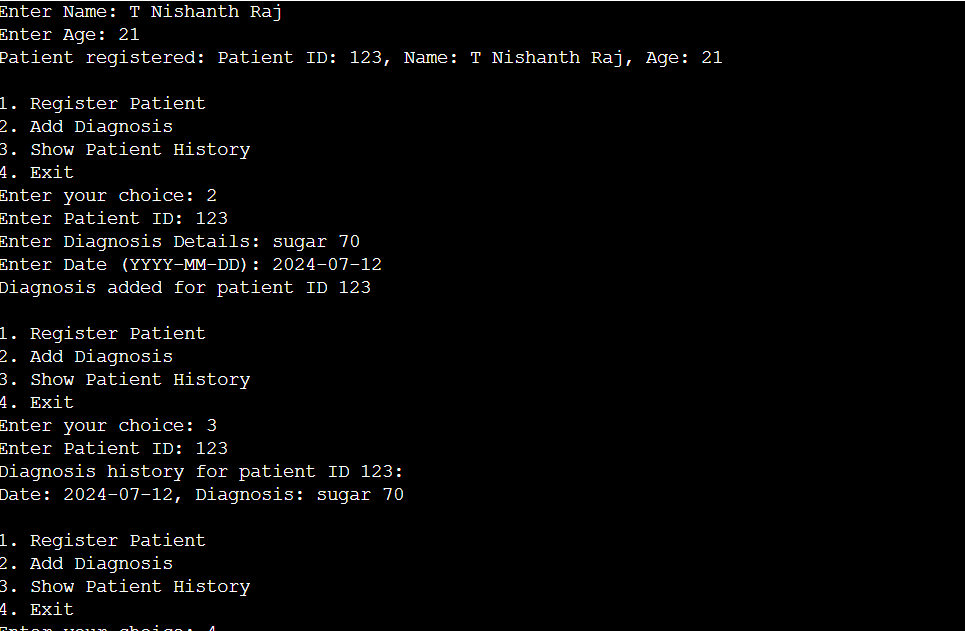 Enter Name: T Nishanth Raj
Enter Age: 21
Patient registered: Patient ID: 123, Name: T Nishanth Raj, Age: 21
1. Register Patient
2. Add Diagnosis
3. Show Patient History
4. Exit
Enter your choice: 2
Enter Patient ID: 123
Enter Diagnosis Details: sugar 70
Enter Date (YYYY-MM-DD): 2024-07-12
Diagnosis added for patient ID 123
1. Register Patient
2. Add Diagnosis
3. Show Patient History
4. Exit
Enter your choice: 3
Enter Patient ID: 123
Diagnosis history for patient ID 123:
Date: 2024-07-12, Diagnosis: sugar 70
1. Register Patient
2. Add Diagnosis
3. Show Patient History
4. Exit
Enter your choice: 4